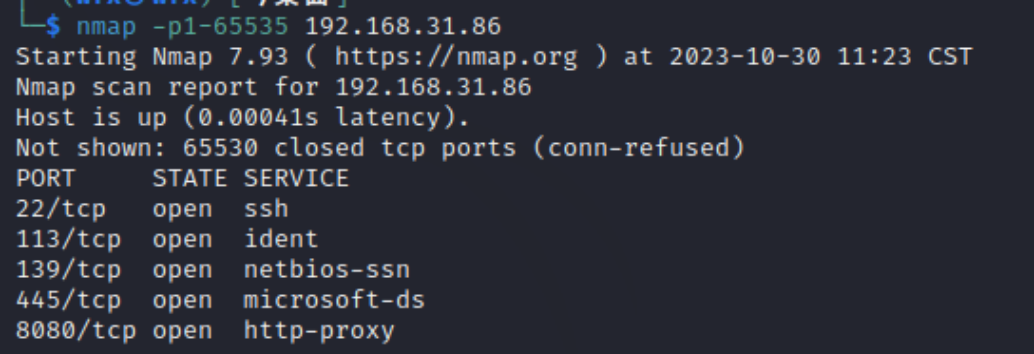 └─$ nmap -p1-65535 192.168.31.86
Starting Nmap 7.93 ( https://nmap.org ) at 2023-10-30 11:23 CST
Nmap scan report for 192.168.31.86
Host is up (0.00041s latency).
Not shown: 65530 closed tcp ports (conn-refused)
PORT     STATE SERVICE
22/tcp   open  ssh
113/tcp  open  ident
139/tcp  open  netbios-ssn
445/tcp  open  microsoft-ds
8080/tcp open  http-proxy